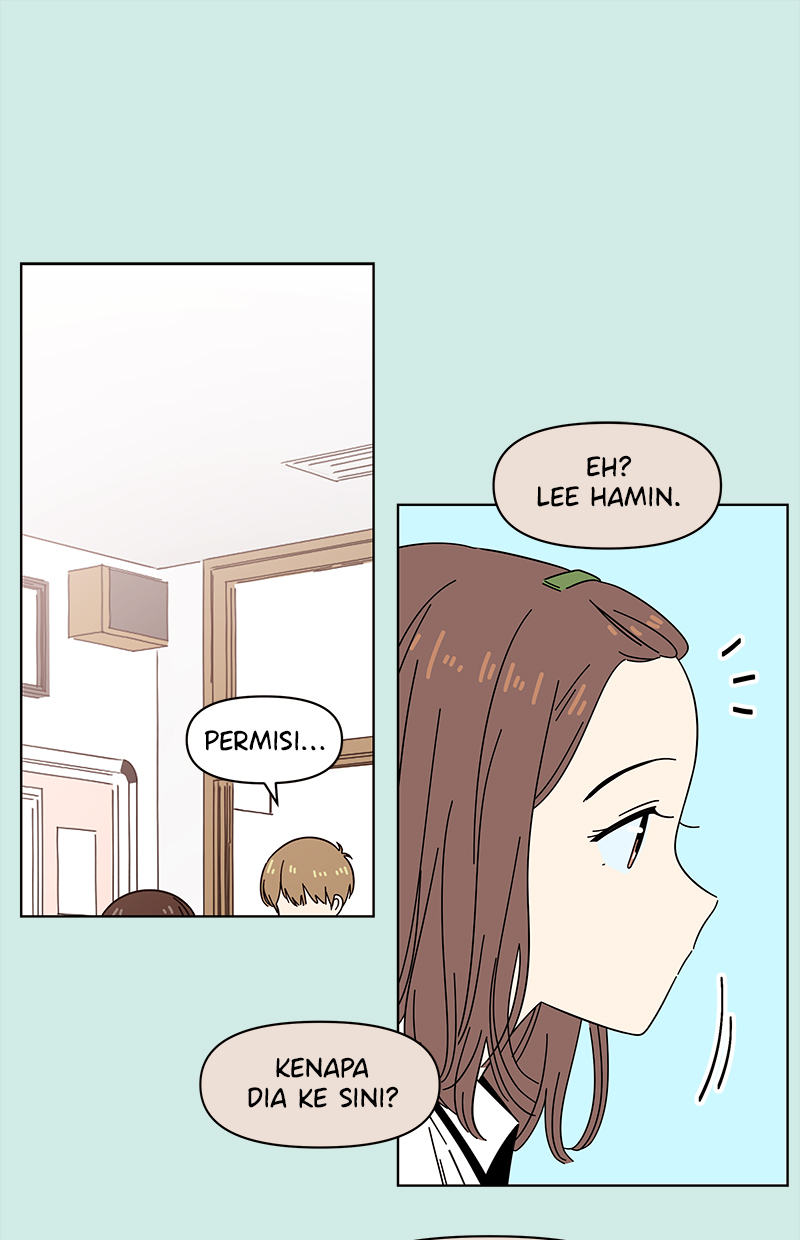 PERMISI...
EH?
LEE HAMIN.
KENAPA
DIA KE SINI?